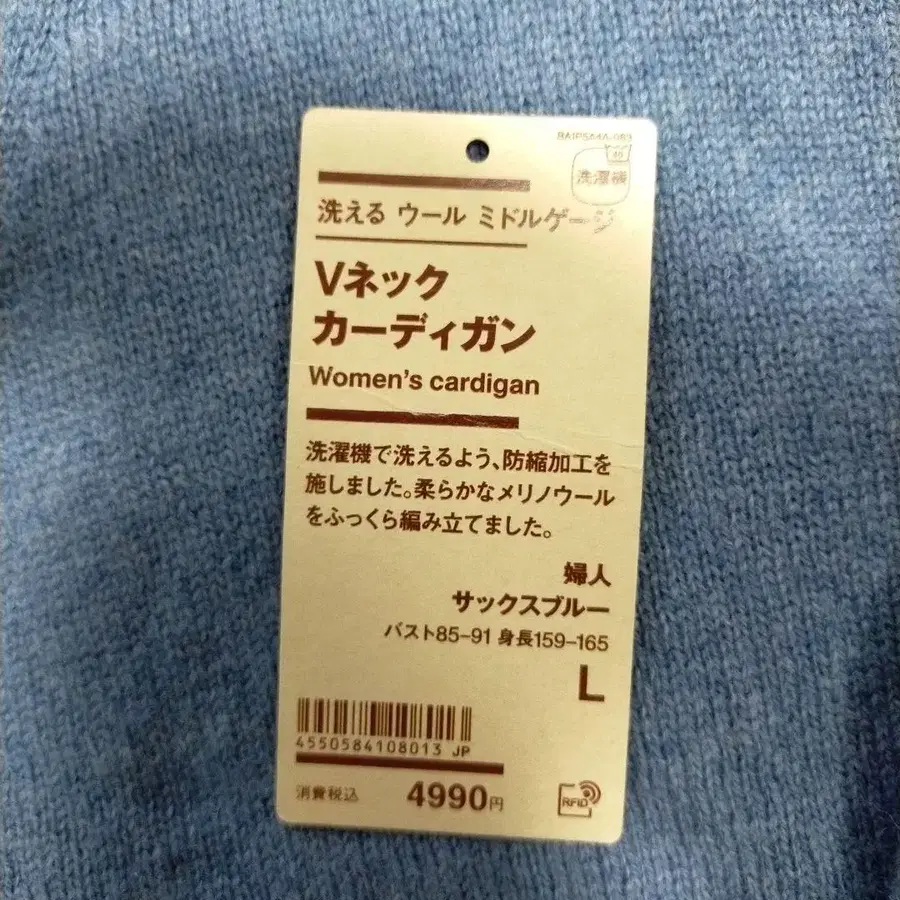 洗濯機
洗える ウール ミドルゲージ
Vネック
カーディガン
Women's cardigan
洗濯機で洗えるよう、防縮加工を
施しました。柔らかなメリノウール
をふっくら編み立てました。
婦人
サックスブルー
バスト85-91 身長159-165
L
4550584108013 JP
消費税込 4990円
RFID